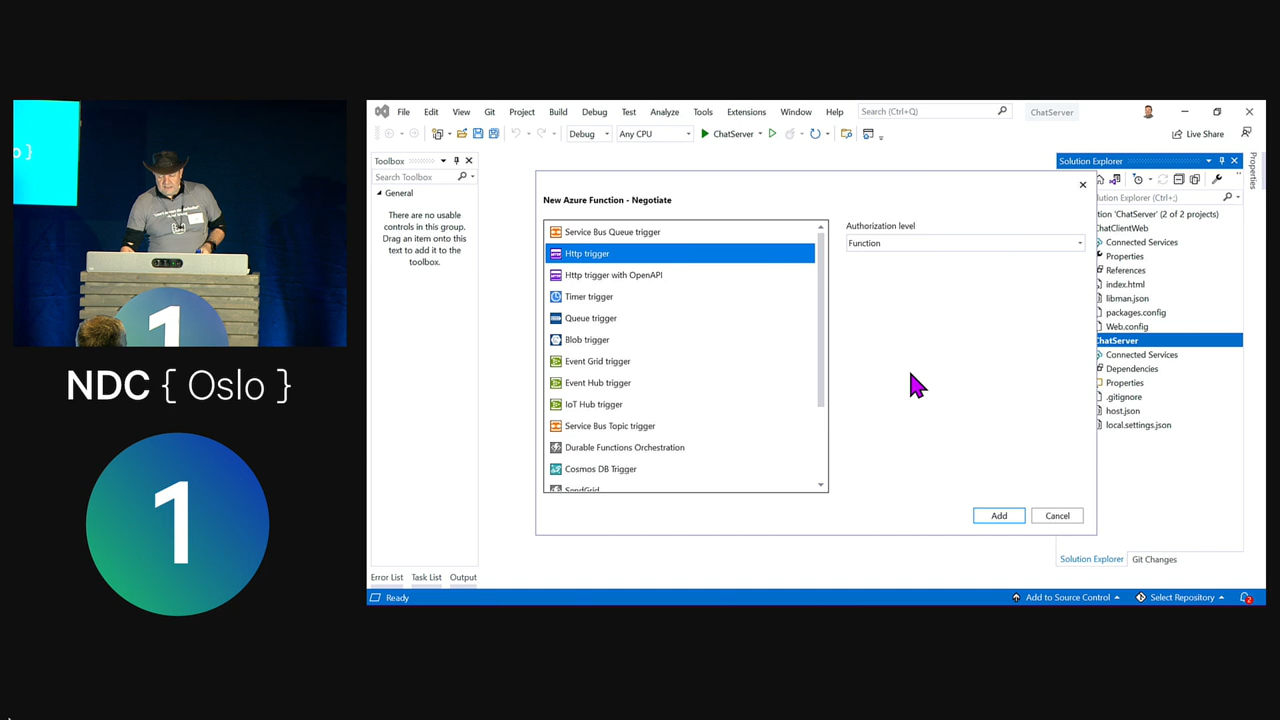 o }
1
NDC { Oslo }
1
File Edit View Git Project Build Debug Test Analyze Tools Extensions Window Help Search (Ctrl+Q) ChatServer
Debug Any CPU ChatServer Live Share
Toolbox
Search Toolbox
General
There are no usable
controls in this group.
Drag an item onto this
text to add it to the
toolbox.
New Azure Function - Negotiate
Service Bus Queue trigger
Http trigger
Http trigger with OpenAPI
Timer trigger
Queue trigger
Blob trigger
Event Grid trigger
Event Hub trigger
IoT Hub trigger
Service Bus Topic trigger
Durable Functions Orchestration
Cosmos DB Trigger
SendGrid
Authorization level
Function
Add Cancel
Solution Explorer
lution Explorer (Ctrl+;)
tion 'ChatServer' (2 of 2 projects)
ChatClientWeb
Connected Services
Properties
References
index.html
libman.json
packages.config
Web.config
ChatServer
Connected Services
Dependencies
Properties
.gitignore
host.json
local.settings.json
Solution Explorer Git Changes
Properties
Error List Task List Output
Ready Add to Source Control Select Repository 2